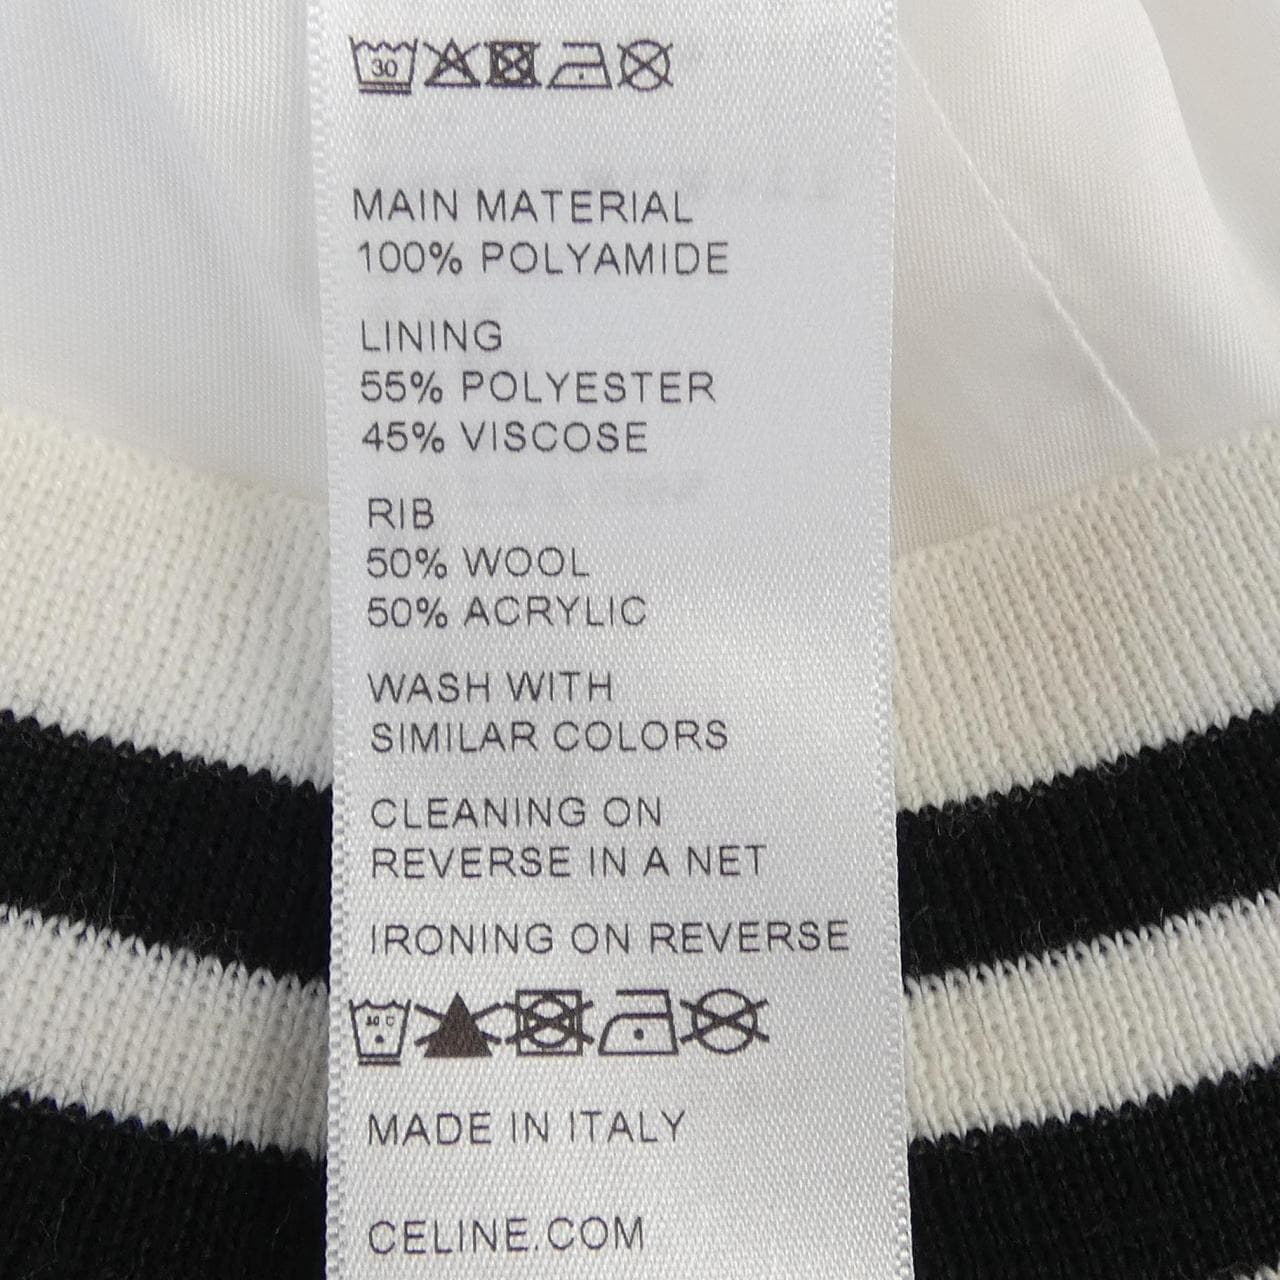 30
MAIN MATERIAL
100% POLYAMIDE
LINING
55% POLYESTER
45% VISCOSE
RIB
50% WOOL
50% ACRYLIC
WASH WITH
SIMILAR COLORS
CLEANING ON
REVERSE IN A NET
IRONING ON REVERSE
MADE IN ITALY
CELINE.COM